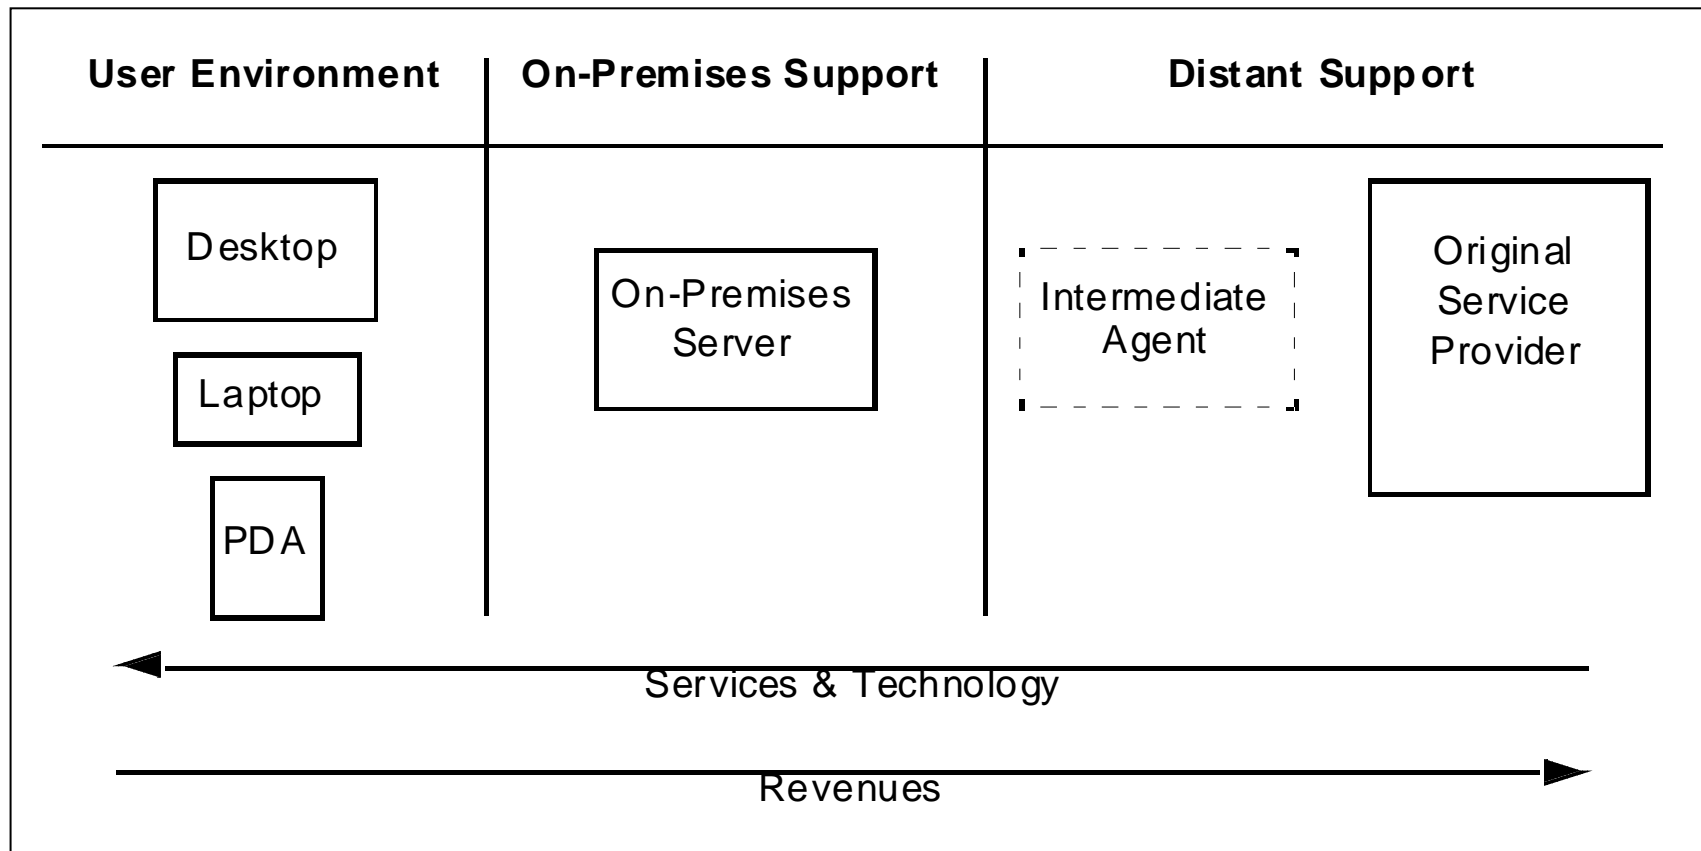 User Environment
On-Premises Support
Distant Support
Desktop
Laptop
PDA
On-Premises
Server
Intermediate
Agent
Original
Service
Provider
Services & Technology
Revenues